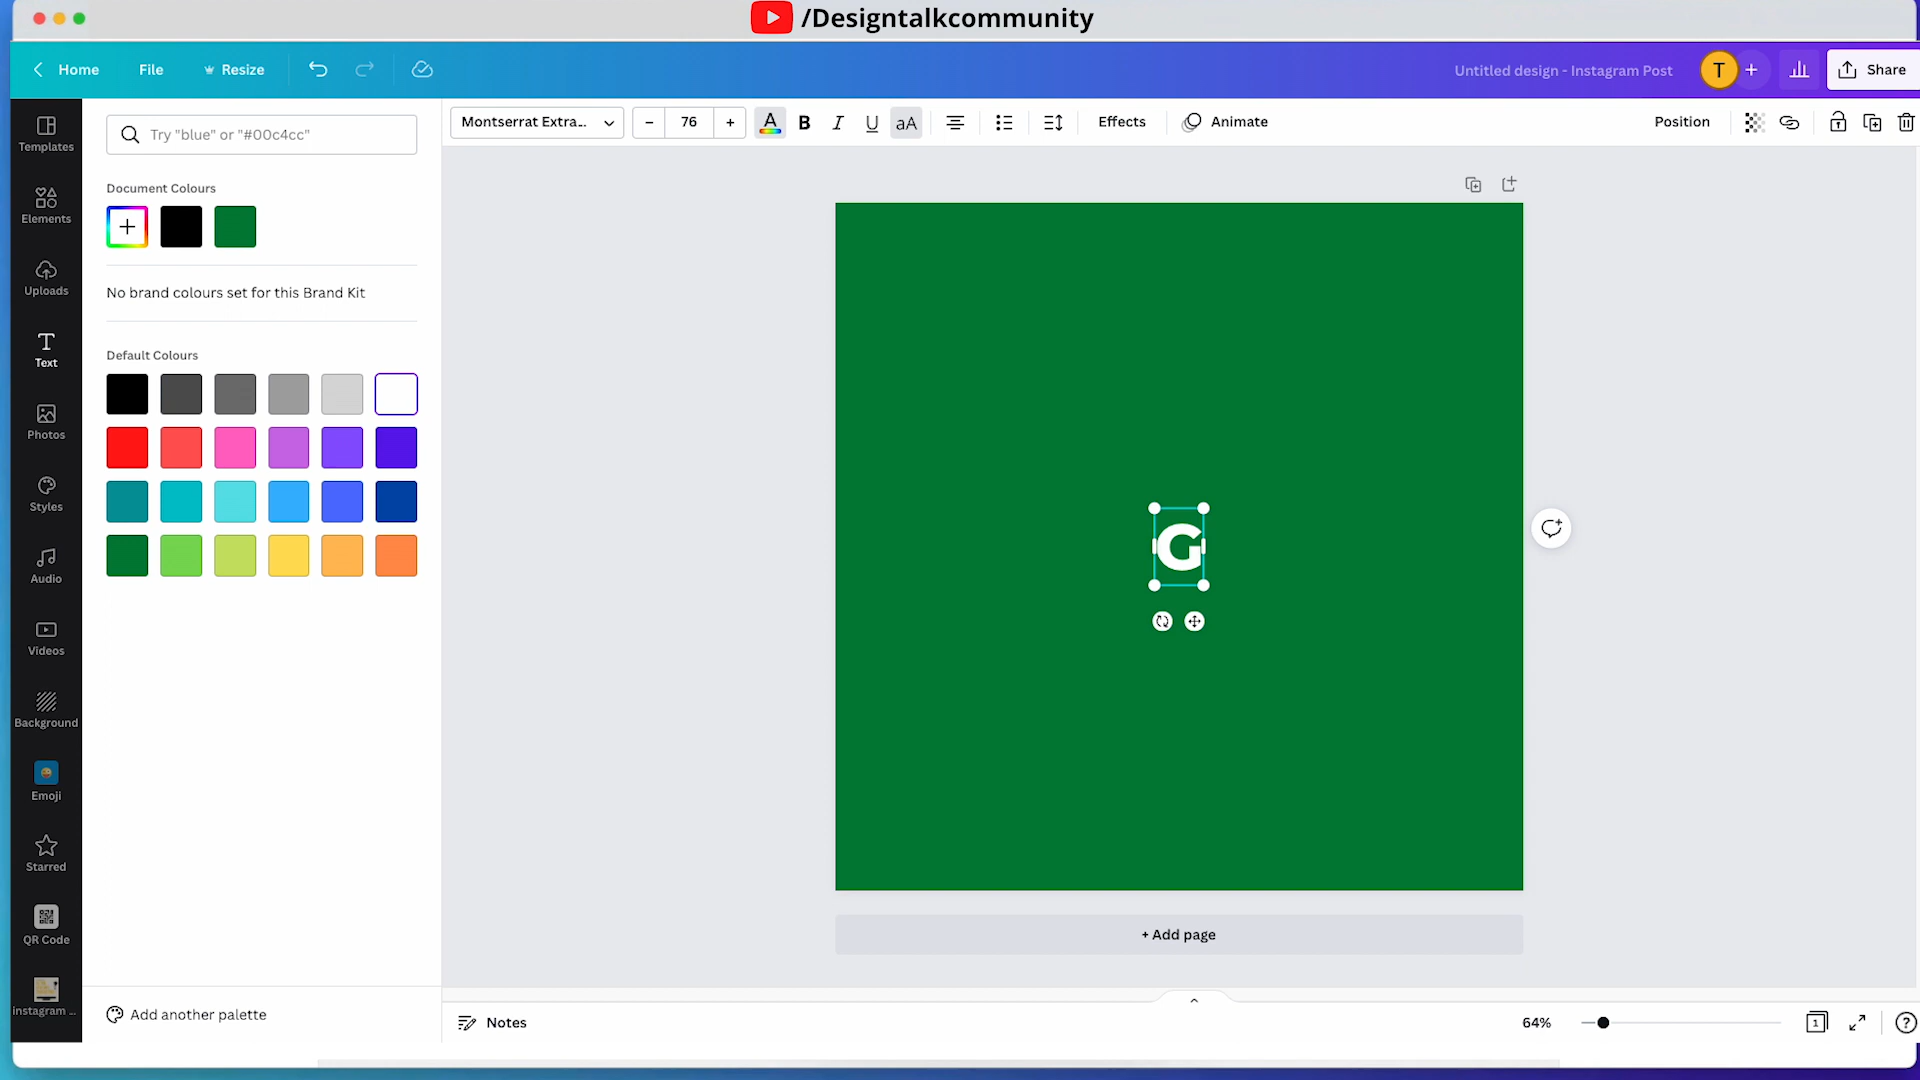 /Designtalkcommunity
Home
File
Resize
Untitled design - Instagram Post
T
Share
Templates
Elements
Uploads
Text
Photos
Styles
Audio
Videos
Background
Emoji
Starred
QR Code
instagram ...
Try "blue" or "#00c4cc"
Document Colours
No brand colours set for this Brand Kit
Default Colours
Add another palette
Montserrat Extra...
76
A
B
I
U
aA
Effects
Animate
Position
G
+ Add page
Notes
64%
1
?